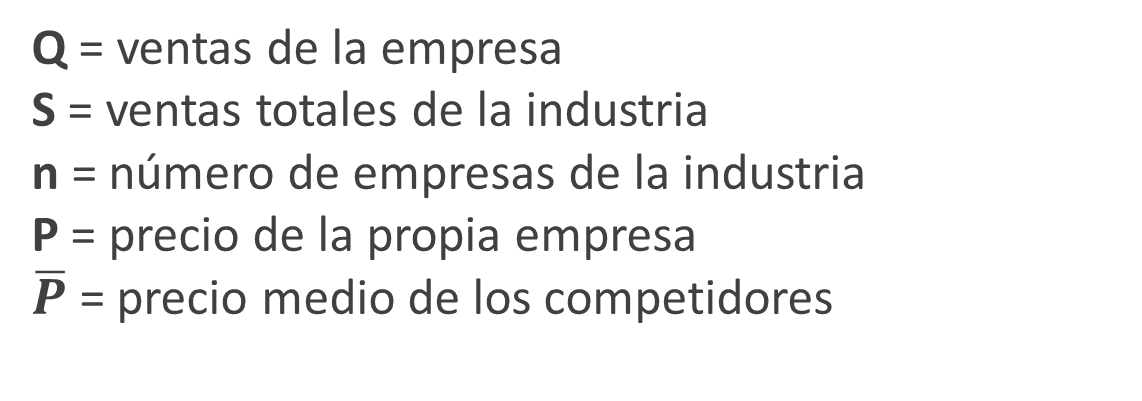 Q = ventas de la empresa
S = ventas totales de la industria
n = número de empresas de la industria
P = precio de la propia empresa
P̅ = precio medio de los competidores